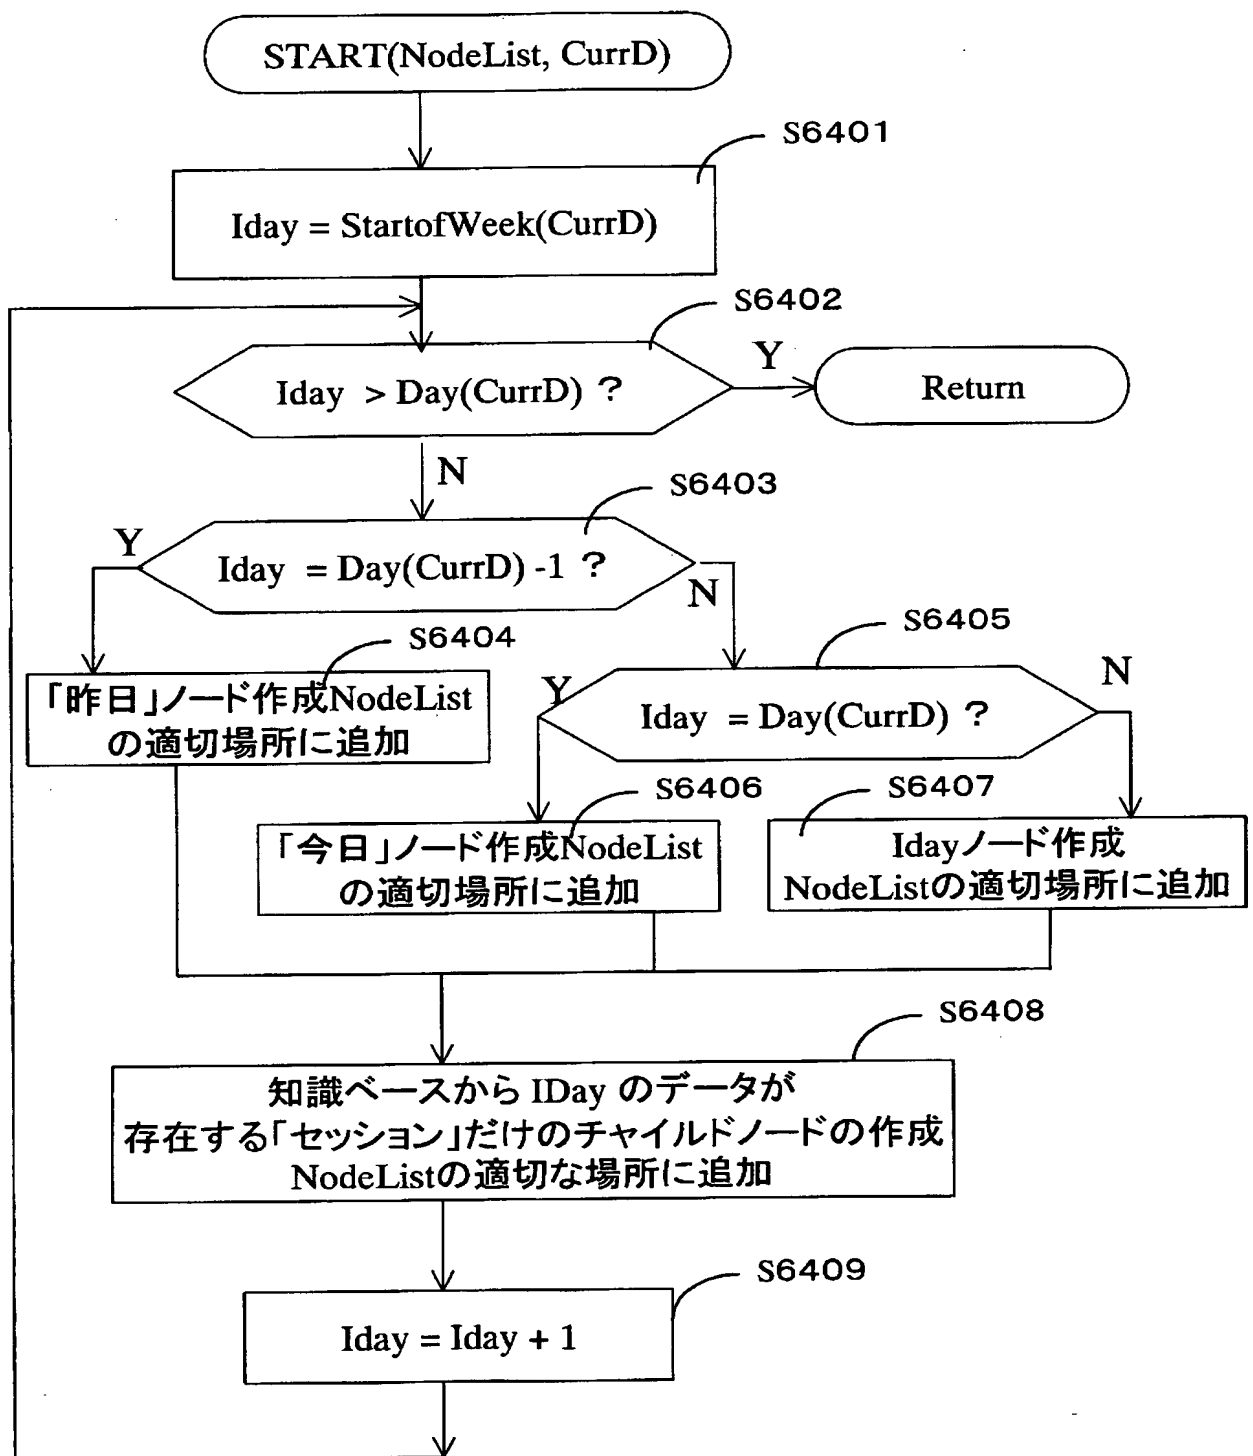 START(NodeList, CurrD)
S6401
Iday = StartofWeek(CurrD)
S6402
Iday > Day(CurrD) ?
Y
Return
N
S6403
Y
Iday = Day(CurrD) -1 ?
N
S6404
S6405
「昨日」ノード作成NodeList
の適切場所に追加
Y
Iday = Day(CurrD) ?
N
S6406
S6407
「今日」ノード作成NodeList
の適切場所に追加
Idayノード作成
NodeListの適切場所に追加
S6408
知識ベースから IDay のデータが
存在する「セッション」だけのチャイルドノードの作成
NodeListの適切な場所に追加
S6409
Iday = Iday + 1